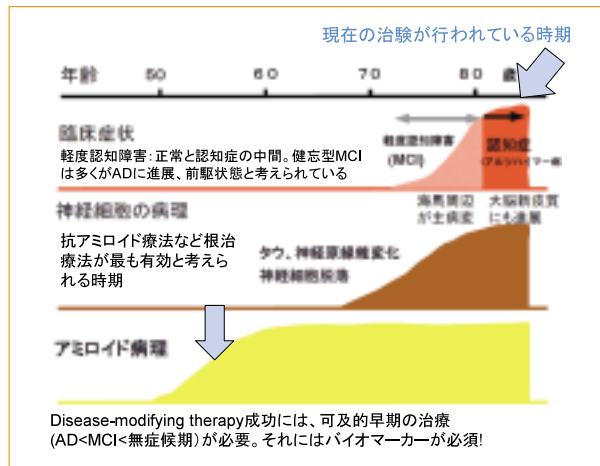 現在の治験が行われている時期
年齢 50 60 70 80 歳
臨床症状
軽度認知障害：正常と認知症の中間。健忘型MCI
は多くがADに進展、前駆状態と考えられている
軽度認知障害
(MCI)
認知症
(アルツハイマー病)
神経細胞の病理
海馬周辺
が主病変
大脳新皮質
にも進展
抗アミロイド療法など根治
療法が最も有効と考えら
れる時期
タウ、神経原線維変化
神経細胞脱落
アミロイド病理
Disease-modifying therapy成功には、可及的早期の治療
(AD<MCI<無症候期)が必要。それにはバイオマーカーが必須!